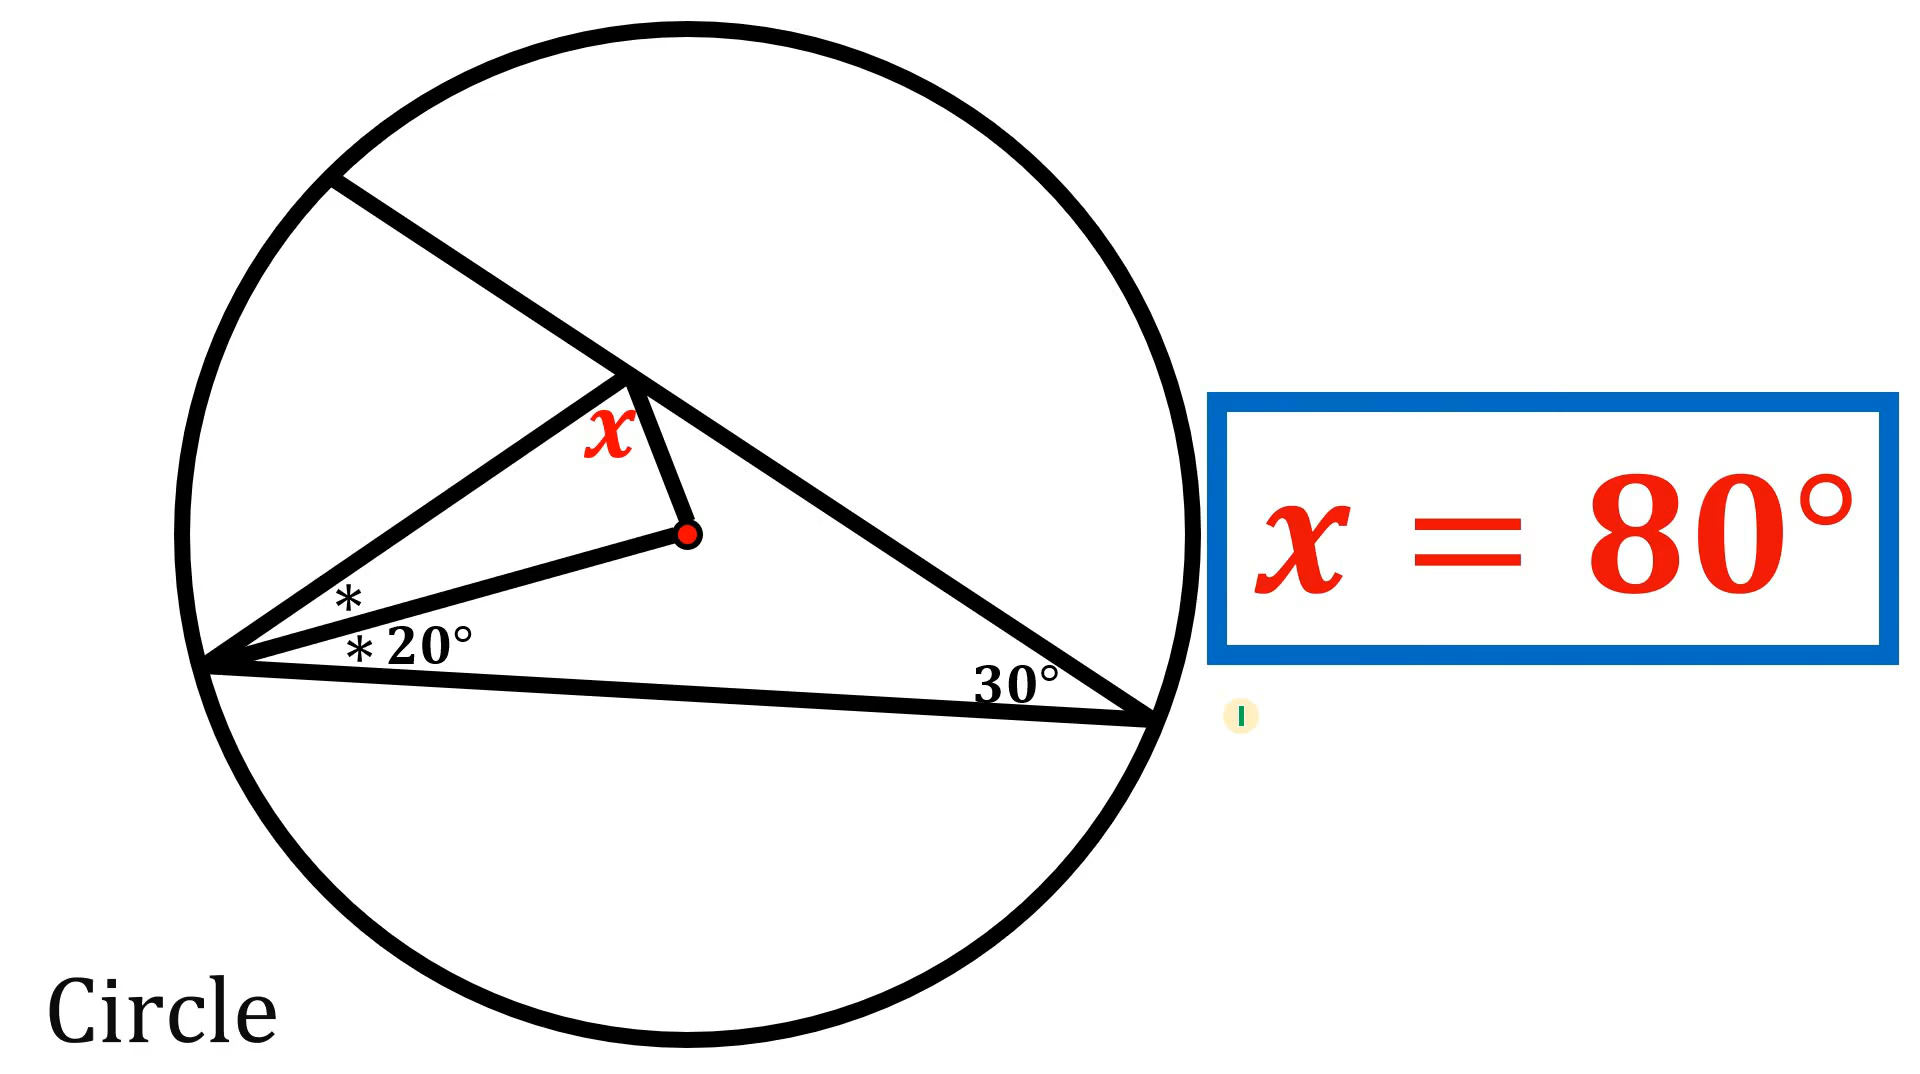 x
*
* 20°
30°
x = 80°
Circle